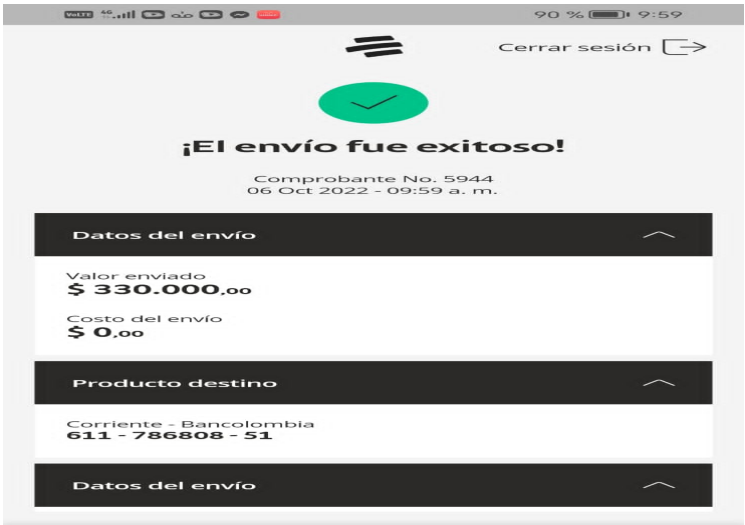 VoLTE 4G 90 % 9:59
Cerrar sesión
¡El envío fue exitoso!
Comprobante No. 5944
06 Oct 2022 - 09:59 a. m.
Datos del envío
Valor enviado
$ 330.000,00
Costo del envío
$ 0,00
Producto destino
Corriente - Bancolombia
611 - 786808 - 51
Datos del envío